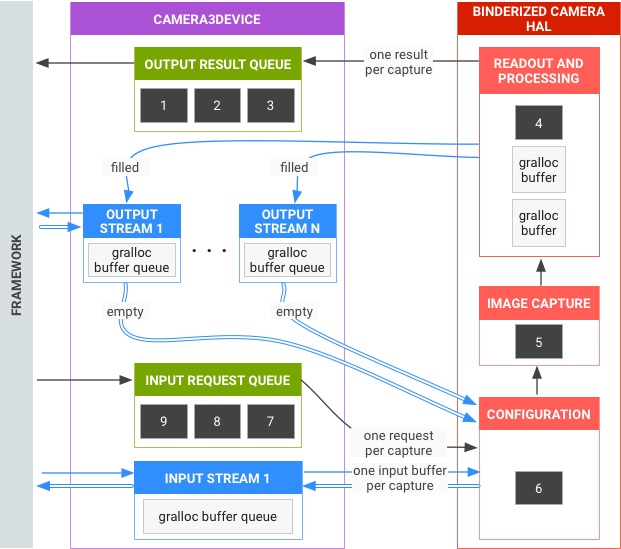 CAMERA3DEVICE
BINDERIZED CAMERA
HAL
OUTPUT RESULT QUEUE
1 2 3
one result
per capture
READOUT AND
PROCESSING
4
gralloc
buffer
gralloc
buffer
filled
filled
OUTPUT
STREAM 1
gralloc
buffer queue
. . .
OUTPUT
STREAM N
gralloc
buffer queue
FRAMEWORK
empty
empty
IMAGE CAPTURE
5
INPUT REQUEST QUEUE
9 8 7
CONFIGURATION
one request
per capture
INPUT STREAM 1
gralloc buffer queue
one input buffer
per capture
6